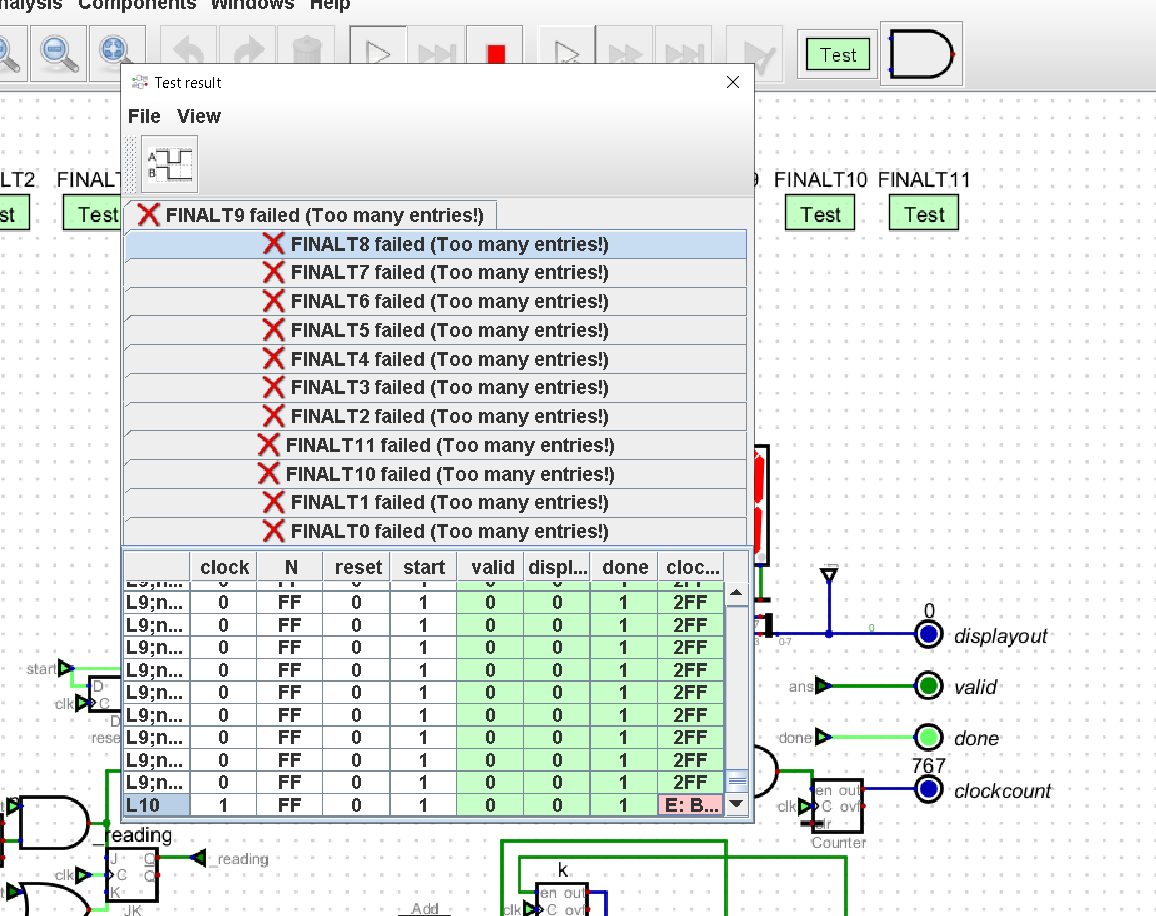 Components Windows Help
Test
Test result
File View
A
B
LT2 FINALT FINALT10 FINALT11
st Test Test Test
FINALT9 failed (Too many entries!)
FINALT8 failed (Too many entries!)
FINALT7 failed (Too many entries!)
FINALT6 failed (Too many entries!)
FINALT5 failed (Too many entries!)
FINALT4 failed (Too many entries!)
FINALT3 failed (Too many entries!)
FINALT2 failed (Too many entries!)
FINALT11 failed (Too many entries!)
FINALT10 failed (Too many entries!)
FINALT1 failed (Too many entries!)
FINALT0 failed (Too many entries!)
clock N reset start valid displ... done cloc...
L9;n... 0 FF 0 1 0 0 1 2FF
L9;n... 0 FF 0 1 0 0 1 2FF
L9;n... 0 FF 0 1 0 0 1 2FF
L9;n... 0 FF 0 1 0 0 1 2FF
L9;n... 0 FF 0 1 0 0 1 2FF
L9;n... 0 FF 0 1 0 0 1 2FF
L9;n... 0 FF 0 1 0 0 1 2FF
L9;n... 0 FF 0 1 0 0 1 2FF
L9;n... 0 FF 0 1 0 0 1 2FF
L10 1 FF 0 1 0 0 1 E: B...
0
0-7 0 displayout
start
D
ans valid
clk C
D
rese
done done
767
en out clockcount
clk C ovf
clr
Counter
_reading
J Q _reading
clk C Q
K
JK
k
en out
Add
clk C ovf